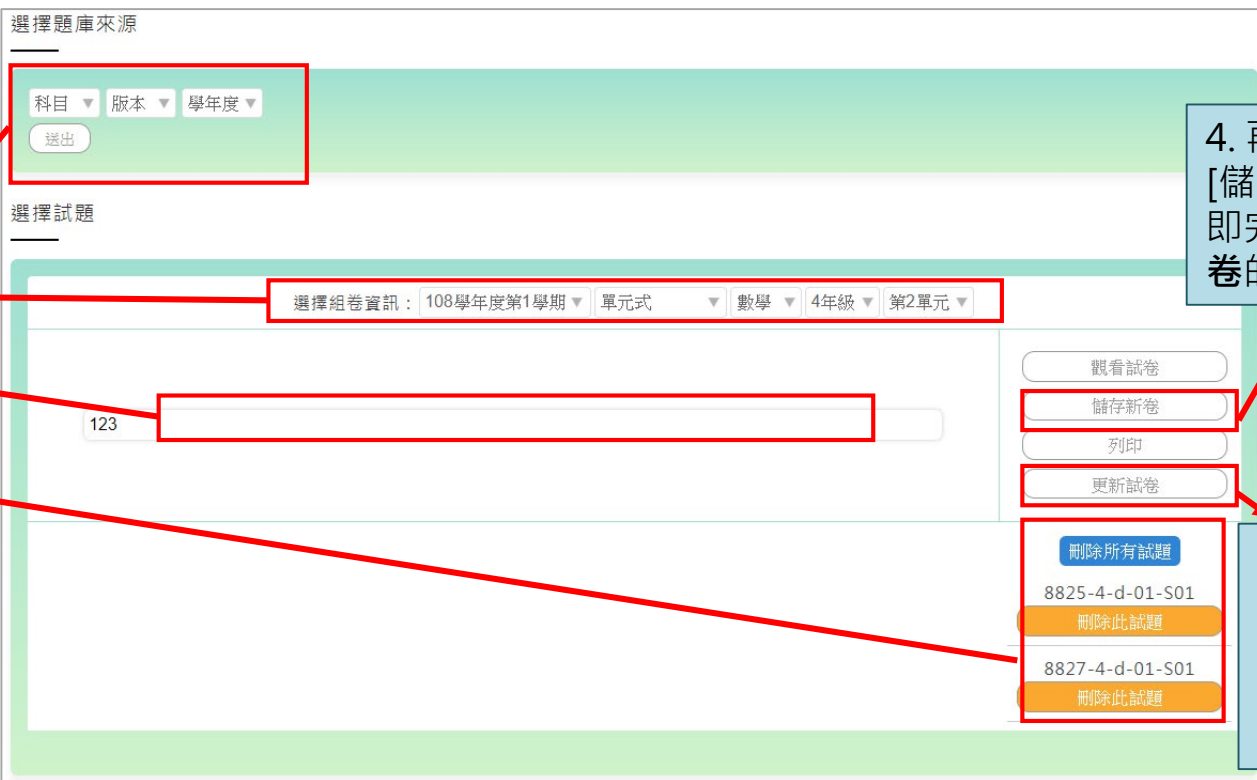 選擇題庫來源
科目 版本 學年度
送出
4. 再
[儲
即完
卷的
選擇試題
選擇組卷資訊： 108學年度第1學期 單元式 數學 4年級 第2單元
123
觀看試卷
儲存新卷
列印
更新試卷
刪除所有試題
8825-4-d-01-S01
刪除此試題
8827-4-d-01-S01
刪除此試題